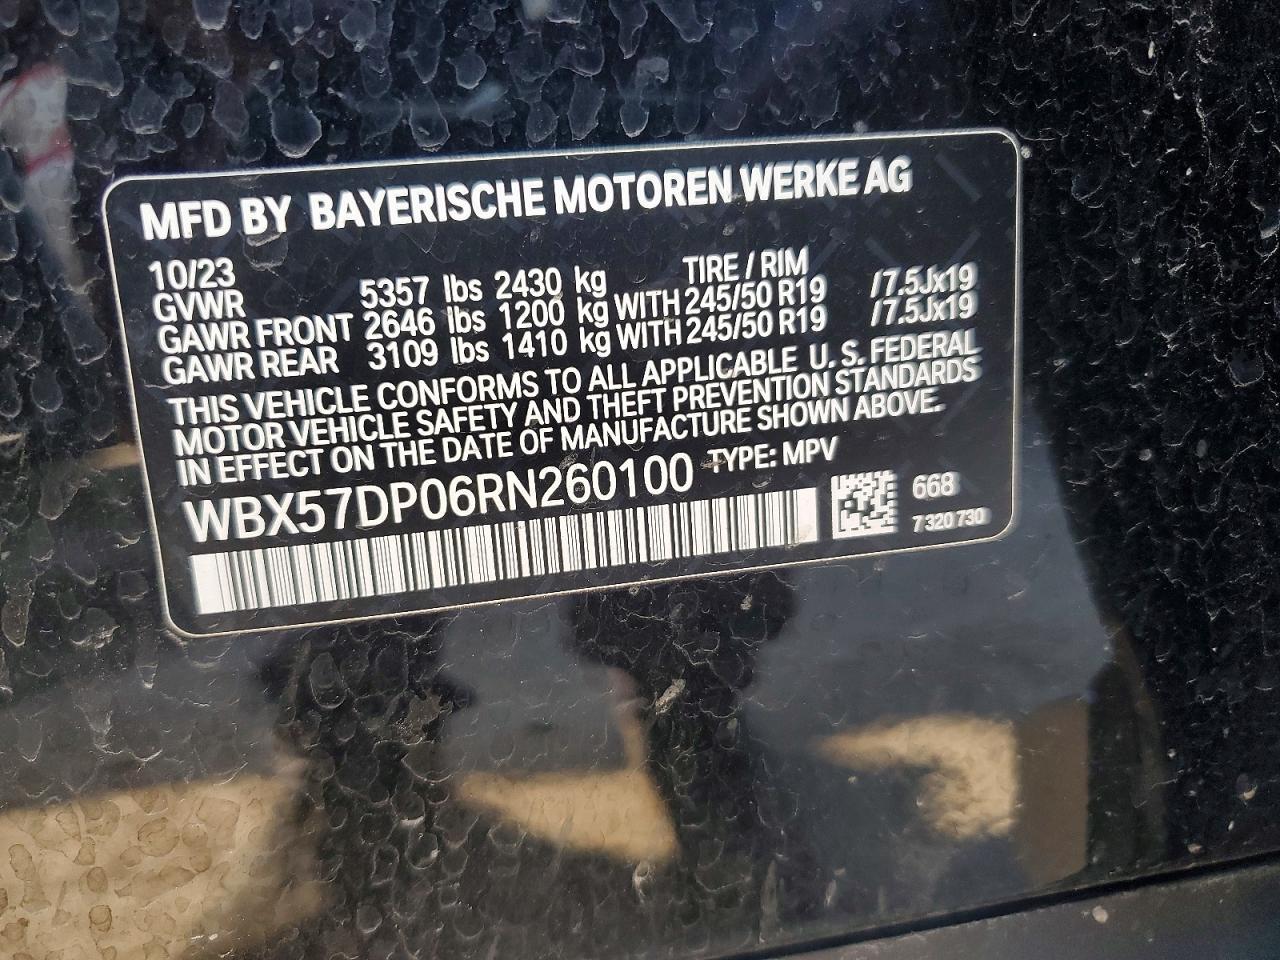 MFD BY BAYERISCHE MOTOREN WERKE AG
10/23 TIRE / RIM
GVWR 5357 lbs 2430 kg
GAWR FRONT 2646 lbs 1200 kg WITH 245/50 R19 /7.5Jx19
GAWR REAR 3109 lbs 1410 kg WITH 245/50 R19 /7.5Jx19
THIS VEHICLE CONFORMS TO ALL APPLICABLE U. S. FEDERAL
MOTOR VEHICLE SAFETY AND THEFT PREVENTION STANDARDS
IN EFFECT ON THE DATE OF MANUFACTURE SHOWN ABOVE.
WBX57DP06RN260100 TYPE: MPV
668
7 320 730